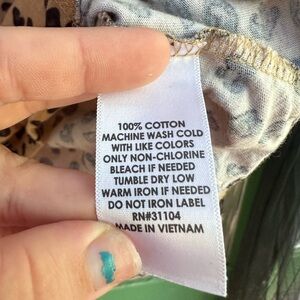 100% COTTON
MACHINE WASH COLD
WITH LIKE COLORS
ONLY NON-CHLORINE
BLEACH IF NEEDED
TUMBLE DRY LOW
WARM IRON IF NEEDED
DO NOT IRON LABEL
RN#31104
MADE IN VIETNAM